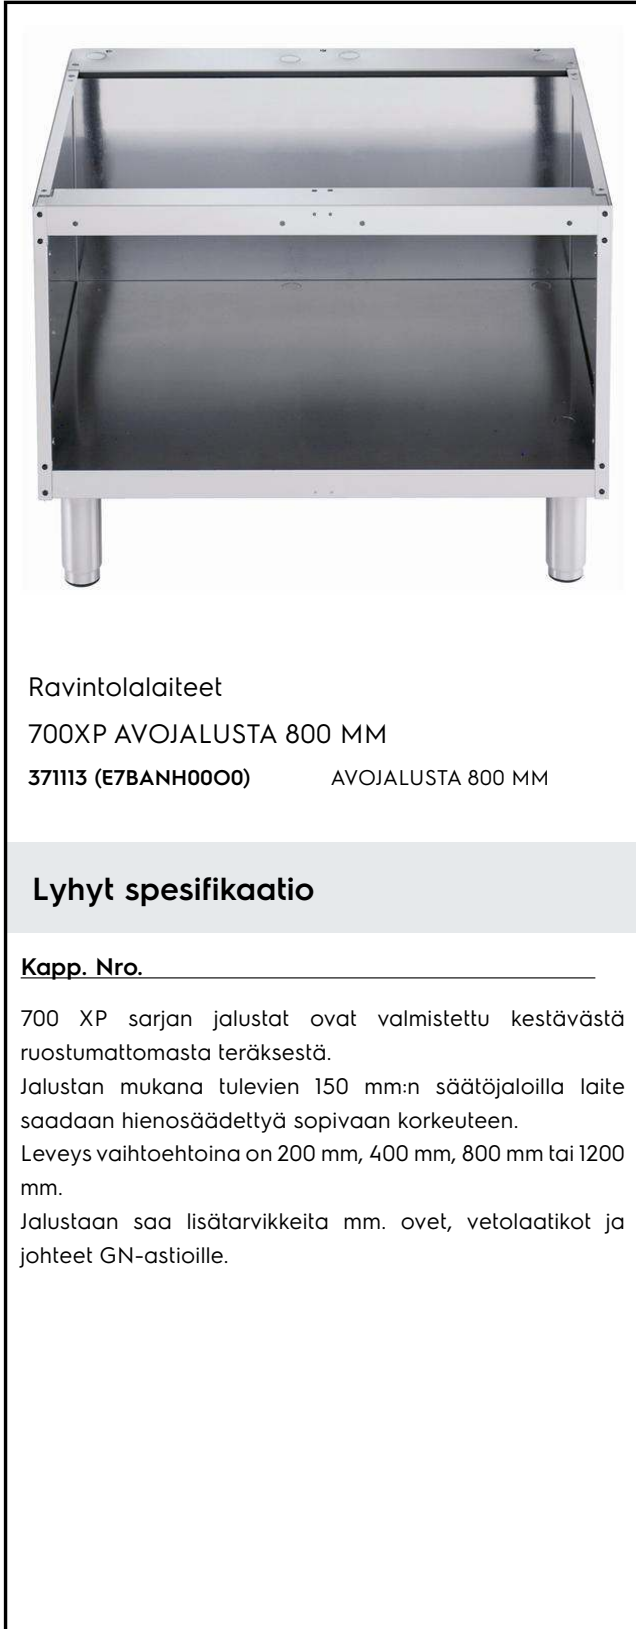 Ravintolalaiteet
700XP AVOJALUSTA 800 MM
371113 (E7BANH00O0) AVOJALUSTA 800 MM
Lyhyt spesifikaatio
Kapp. Nro.
700 XP sarjan jalustat ovat valmistettu kestävästä
ruostumattomasta teräksestä.
Jalustan mukana tulevien 150 mm:n säätöjaloilla laite
saadaan hienosäädettyä sopivaan korkeuteen.
Leveys vaihtoehtoina on 200 mm, 400 mm, 800 mm tai 1200
mm.
Jalustaan saa lisätarvikkeita mm. ovet, vetolaatikot ja
johteet GN-astioille.